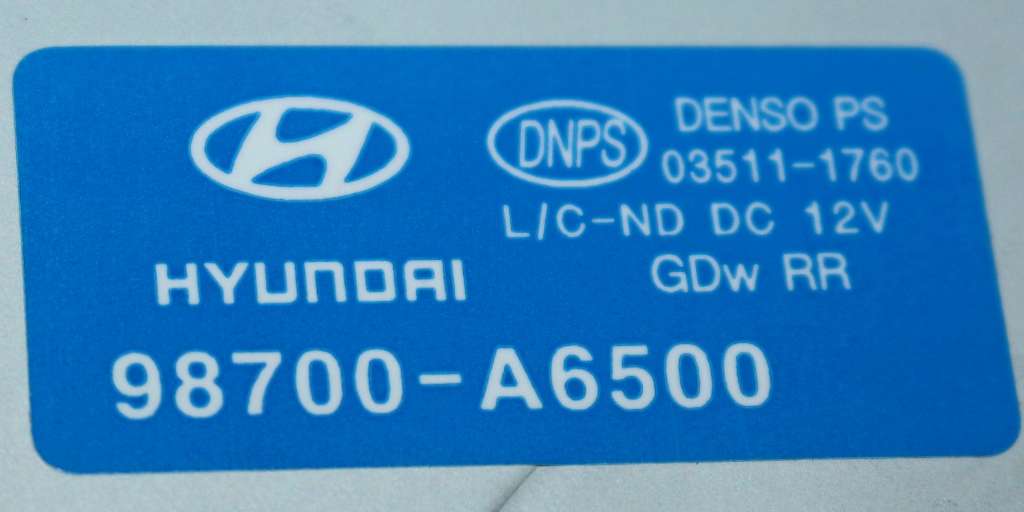 DNPS DENSO PS
03511-1760
L/C-ND DC 12V
HYUNDAI GDw RR
98700-A6500